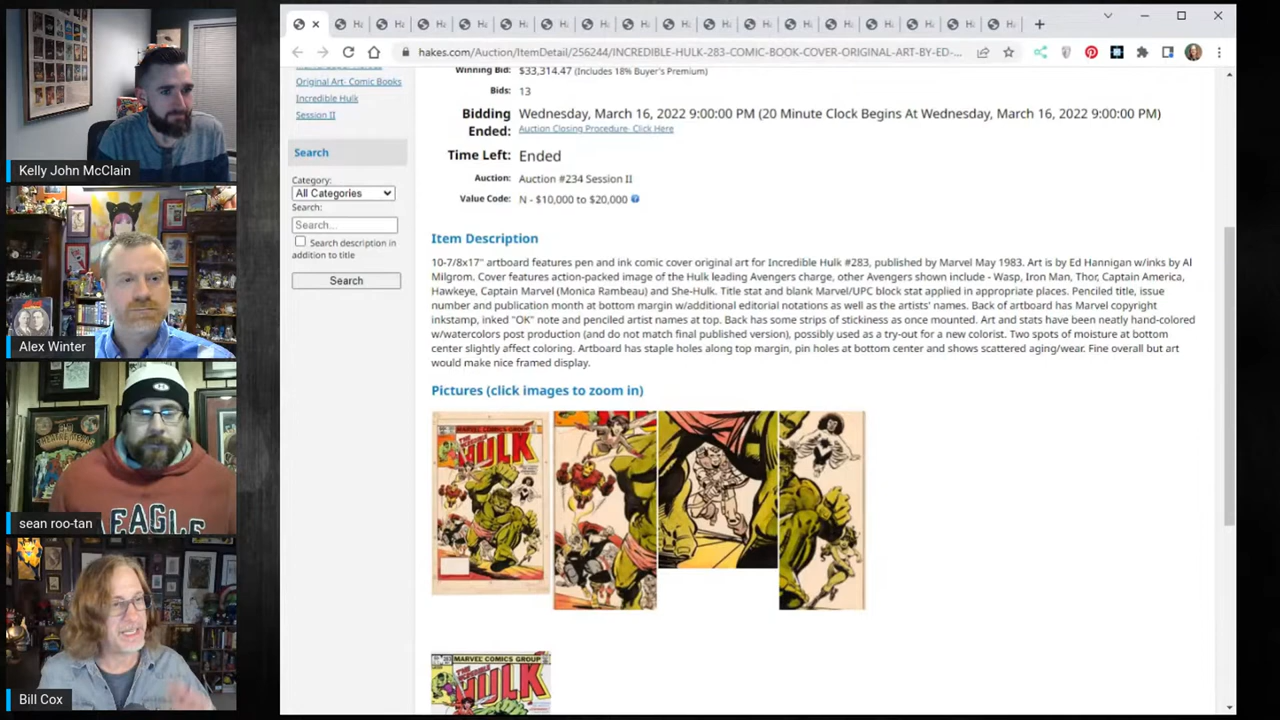 Kelly John McClain
Alex Winter
sean roo-tan
EAGLE
Bill Cox
hakes.com/Auction/ItemDetail/256244/INCREDIBLE-HULK-283-COMIC-BOOK-COVER-ORIGINAL-ART-BY-ED-...
Original Art- Comic Books
Incredible Hulk
Session II
Search
Category:
All Categories
Search:
Search...
Search description in
addition to title
Search
Winning Bid: $33,314.47 (Includes 18% Buyer's Premium)
Bids: 13
Bidding Ended: Wednesday, March 16, 2022 9:00:00 PM (20 Minute Clock Begins At Wednesday, March 16, 2022 9:00:00 PM)
Auction Closing Procedure- Click Here
Time Left: Ended
Auction: Auction #234 Session II
Value Code: N - $10,000 to $20,000
Item Description
10-7/8x17" artboard features pen and ink comic cover original art for Incredible Hulk #283, published by Marvel May 1983. Art is by Ed Hannigan w/inks by Al
Milgrom. Cover features action-packed image of the Hulk leading Avengers charge, other Avengers shown include - Wasp, Iron Man, Thor, Captain America,
Hawkeye, Captain Marvel (Monica Rambeau) and She-Hulk. Title stat and blank Marvel/UPC block stat applied in appropriate places. Penciled title, issue
number and publication month at bottom margin w/additional editorial notations as well as the artists' names. Back of artboard has Marvel copyright
inkstamp, inked "OK" note and penciled artist names at top. Back has some strips of stickiness as once mounted. Art and stats have been neatly hand-colored
w/watercolors post production (and do not match final published version), possibly used as a try-out for a new colorist. Two spots of moisture at bottom
center slightly affect coloring. Artboard has staple holes along top margin, pin holes at bottom center and shows scattered aging/wear. Fine overall but art
would make nice framed display.
Pictures (click images to zoom in)
MARVEL COMICS GROUP
THE INCREDIBLE
HULK
MARVEL COMICS GROUP
THE INCREDIBLE
HULK